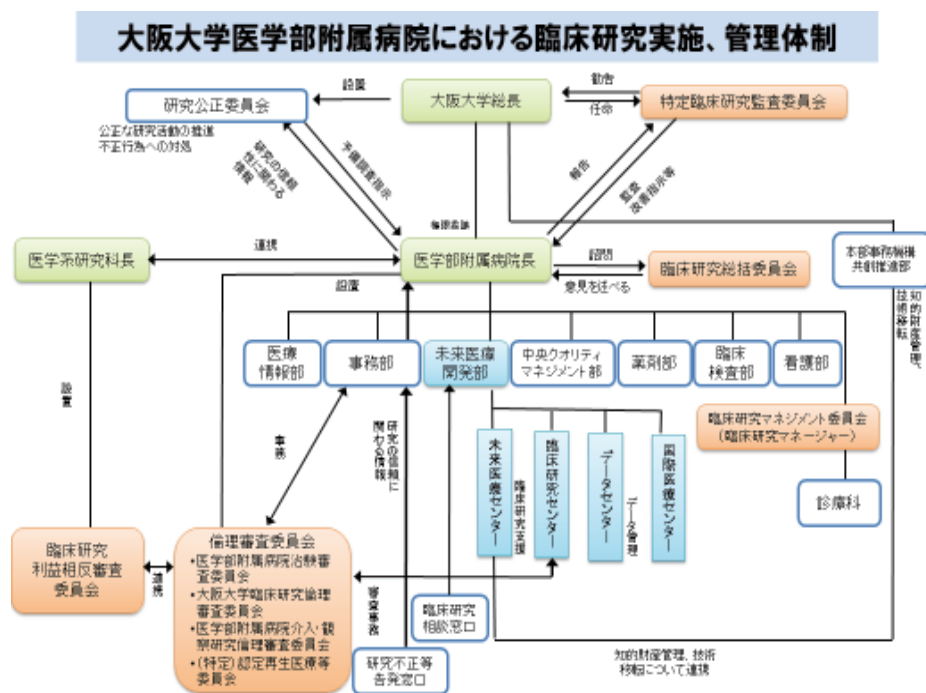 大阪大学医学部附属病院における臨床研究実施、管理体制
設置
勧告
研究公正委員会
大阪大学総長
任命
特定臨床研究監査委員会
公正な研究活動の推進
不正行為への対処
研究の信頼
性に関わる
情報
予備調査指示
報告
監査
改善指示等
医学系研究科長
連携
医学部附属病院長
諮問
意見を述べる
臨床研究総括委員会
本部事務機構
共創推進部
知的財産管理、
技術移転
設置
医療
情報部
事務部
未来医療
開発部
中央クオリティ
マネジメント部
薬剤部
臨床
検査部
看護部
設置
事務
研究の信頼に
関わる情報
未来医療センター
臨床研究支援
臨床研究センター
データセンター
データ管理
国際医療センター
臨床研究マネジメント委員会
(臨床研究マネージャー)
診療科
臨床研究
利益相反審査
委員会
連携
倫理審査委員会
•医学部附属病院治験審
査委員会
•大阪大学臨床研究倫理
審査委員会
•医学部附属病院介入・観
察研究倫理審査委員会
•(特定)認定再生医療等
委員会
審査事務
臨床研究
相談窓口
研究不正等
告発窓口
知的財産管理、技術
移転について連携